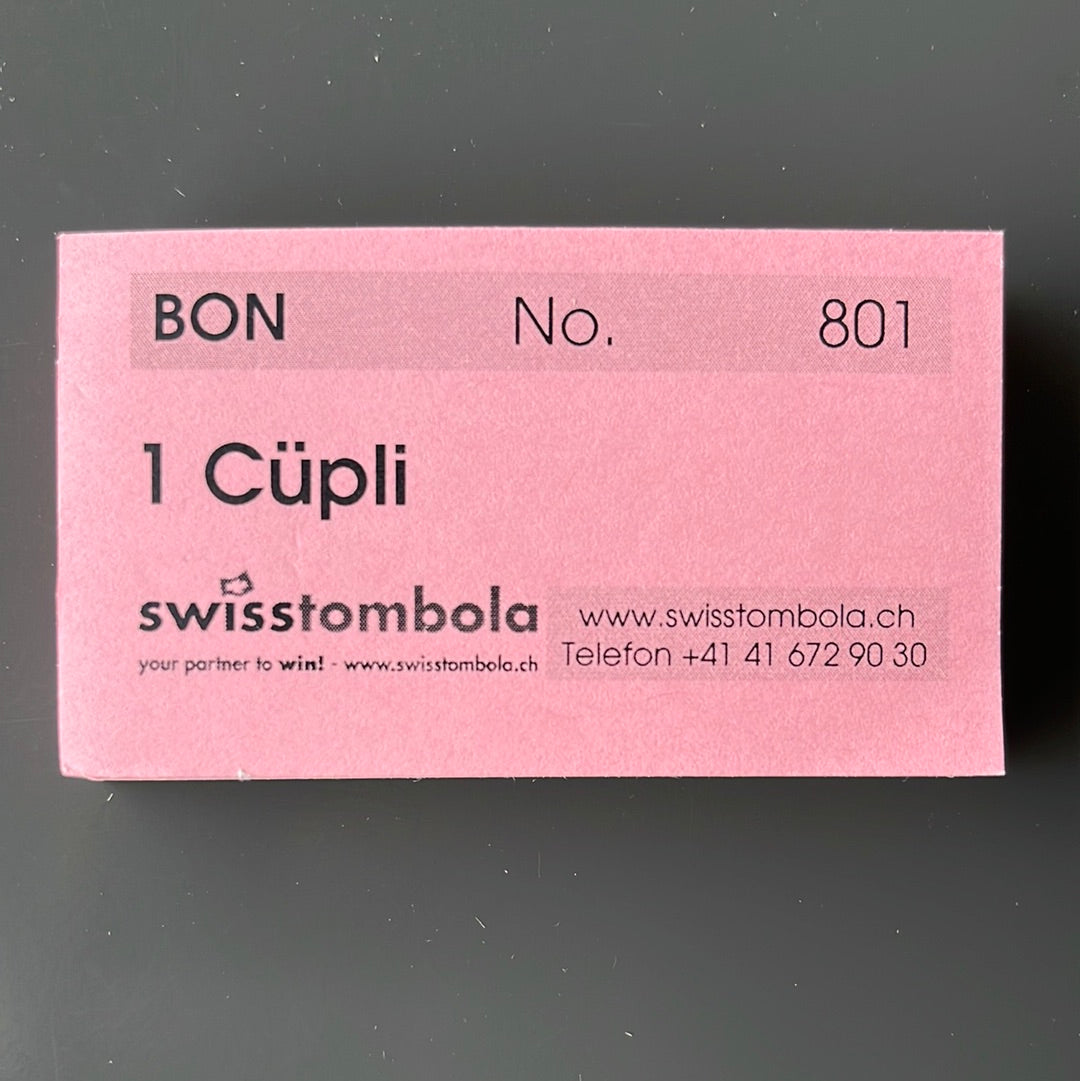 BON No. 801
1 Cüpli
swisstombola
your partner to win! - www.swisstombola.ch
www.swisstombola.ch
Telefon +41 41 672 90 30